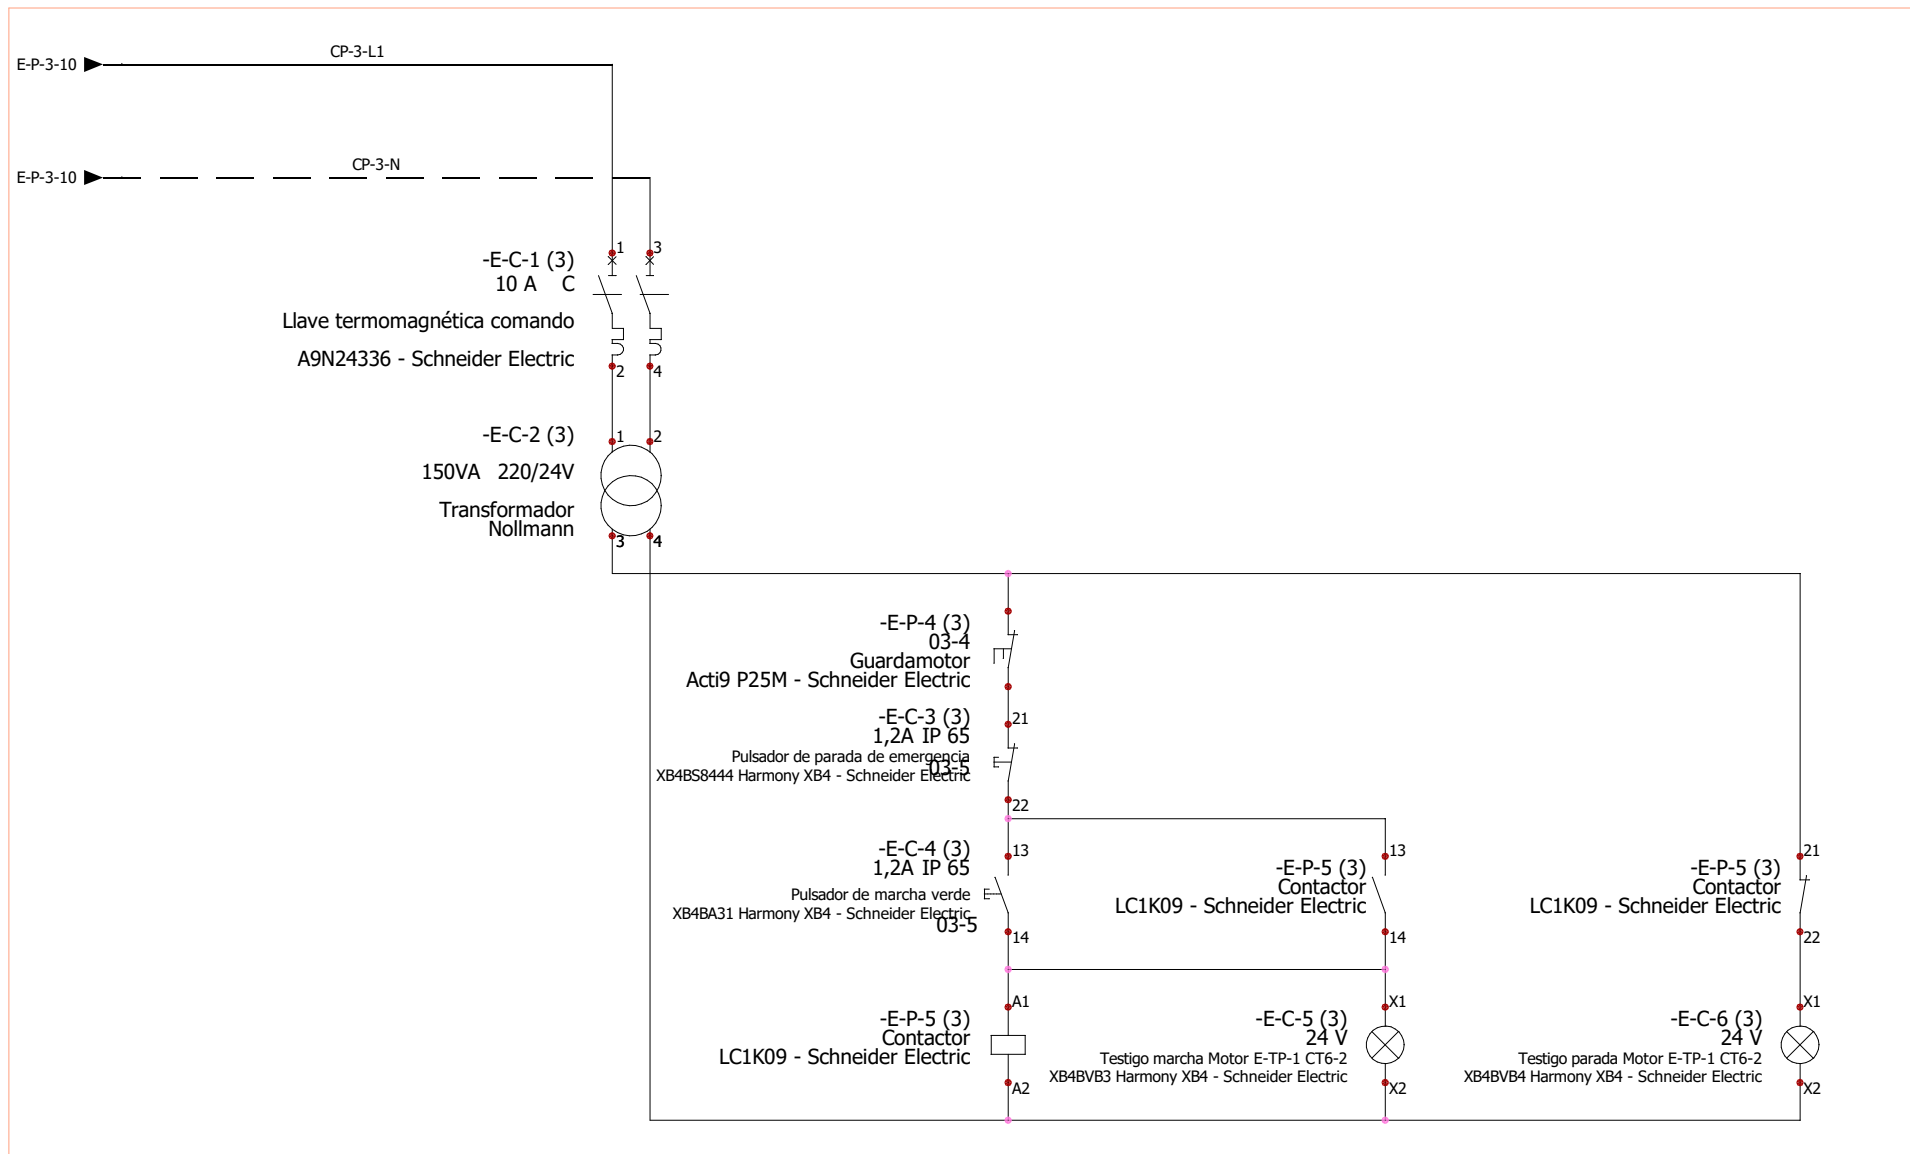 CP-3-L1
E-P-3-10
CP-3-N
E-P-3-10
1
3
-E-C-1 (3)
10 A C
Llave termomagnética comando
A9N24336 - Schneider Electric
2
4
-E-C-2 (3)
1
2
150VA 220/24V
Transformador
Nollmann
3
4
-E-P-4 (3)
03-4
Guardamotor
Acti9 P25M - Schneider Electric
-E-C-3 (3)
21
1,2A IP 65
Pulsador de parada de emergencia
03-5
XB4BS8444 Harmony XB4 - Schneider Electric
22
-E-C-4 (3)
13
1,2A IP 65
Pulsador de marcha verde
XB4BA31 Harmony XB4 - Schneider Electric
03-5
14
13
-E-P-5 (3)
Contactor
LC1K09 - Schneider Electric
14
21
-E-P-5 (3)
Contactor
LC1K09 - Schneider Electric
22
A1
-E-P-5 (3)
Contactor
LC1K09 - Schneider Electric
A2
X1
-E-C-5 (3)
24 V
Testigo marcha Motor E-TP-1 CT6-2
XB4BVB3 Harmony XB4 - Schneider Electric
X2
X1
-E-C-6 (3)
24 V
Testigo parada Motor E-TP-1 CT6-2
XB4BVB4 Harmony XB4 - Schneider Electric
X2